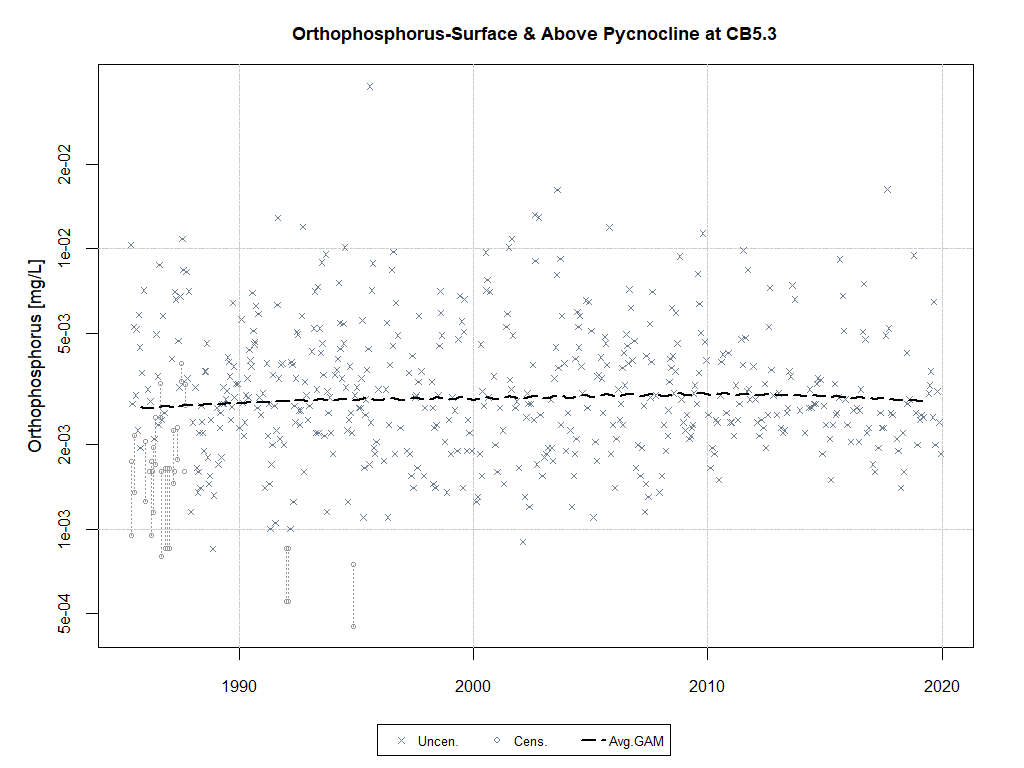 Orthophosphorus-Surface & Above Pycnocline at CB5.3
Orthophosphorus [mg/L]
2e-02
1e-02
5e-03
2e-03
1e-03
5e-04
1990 2000 2010 2020
Uncen. Cens. Avg.GAM